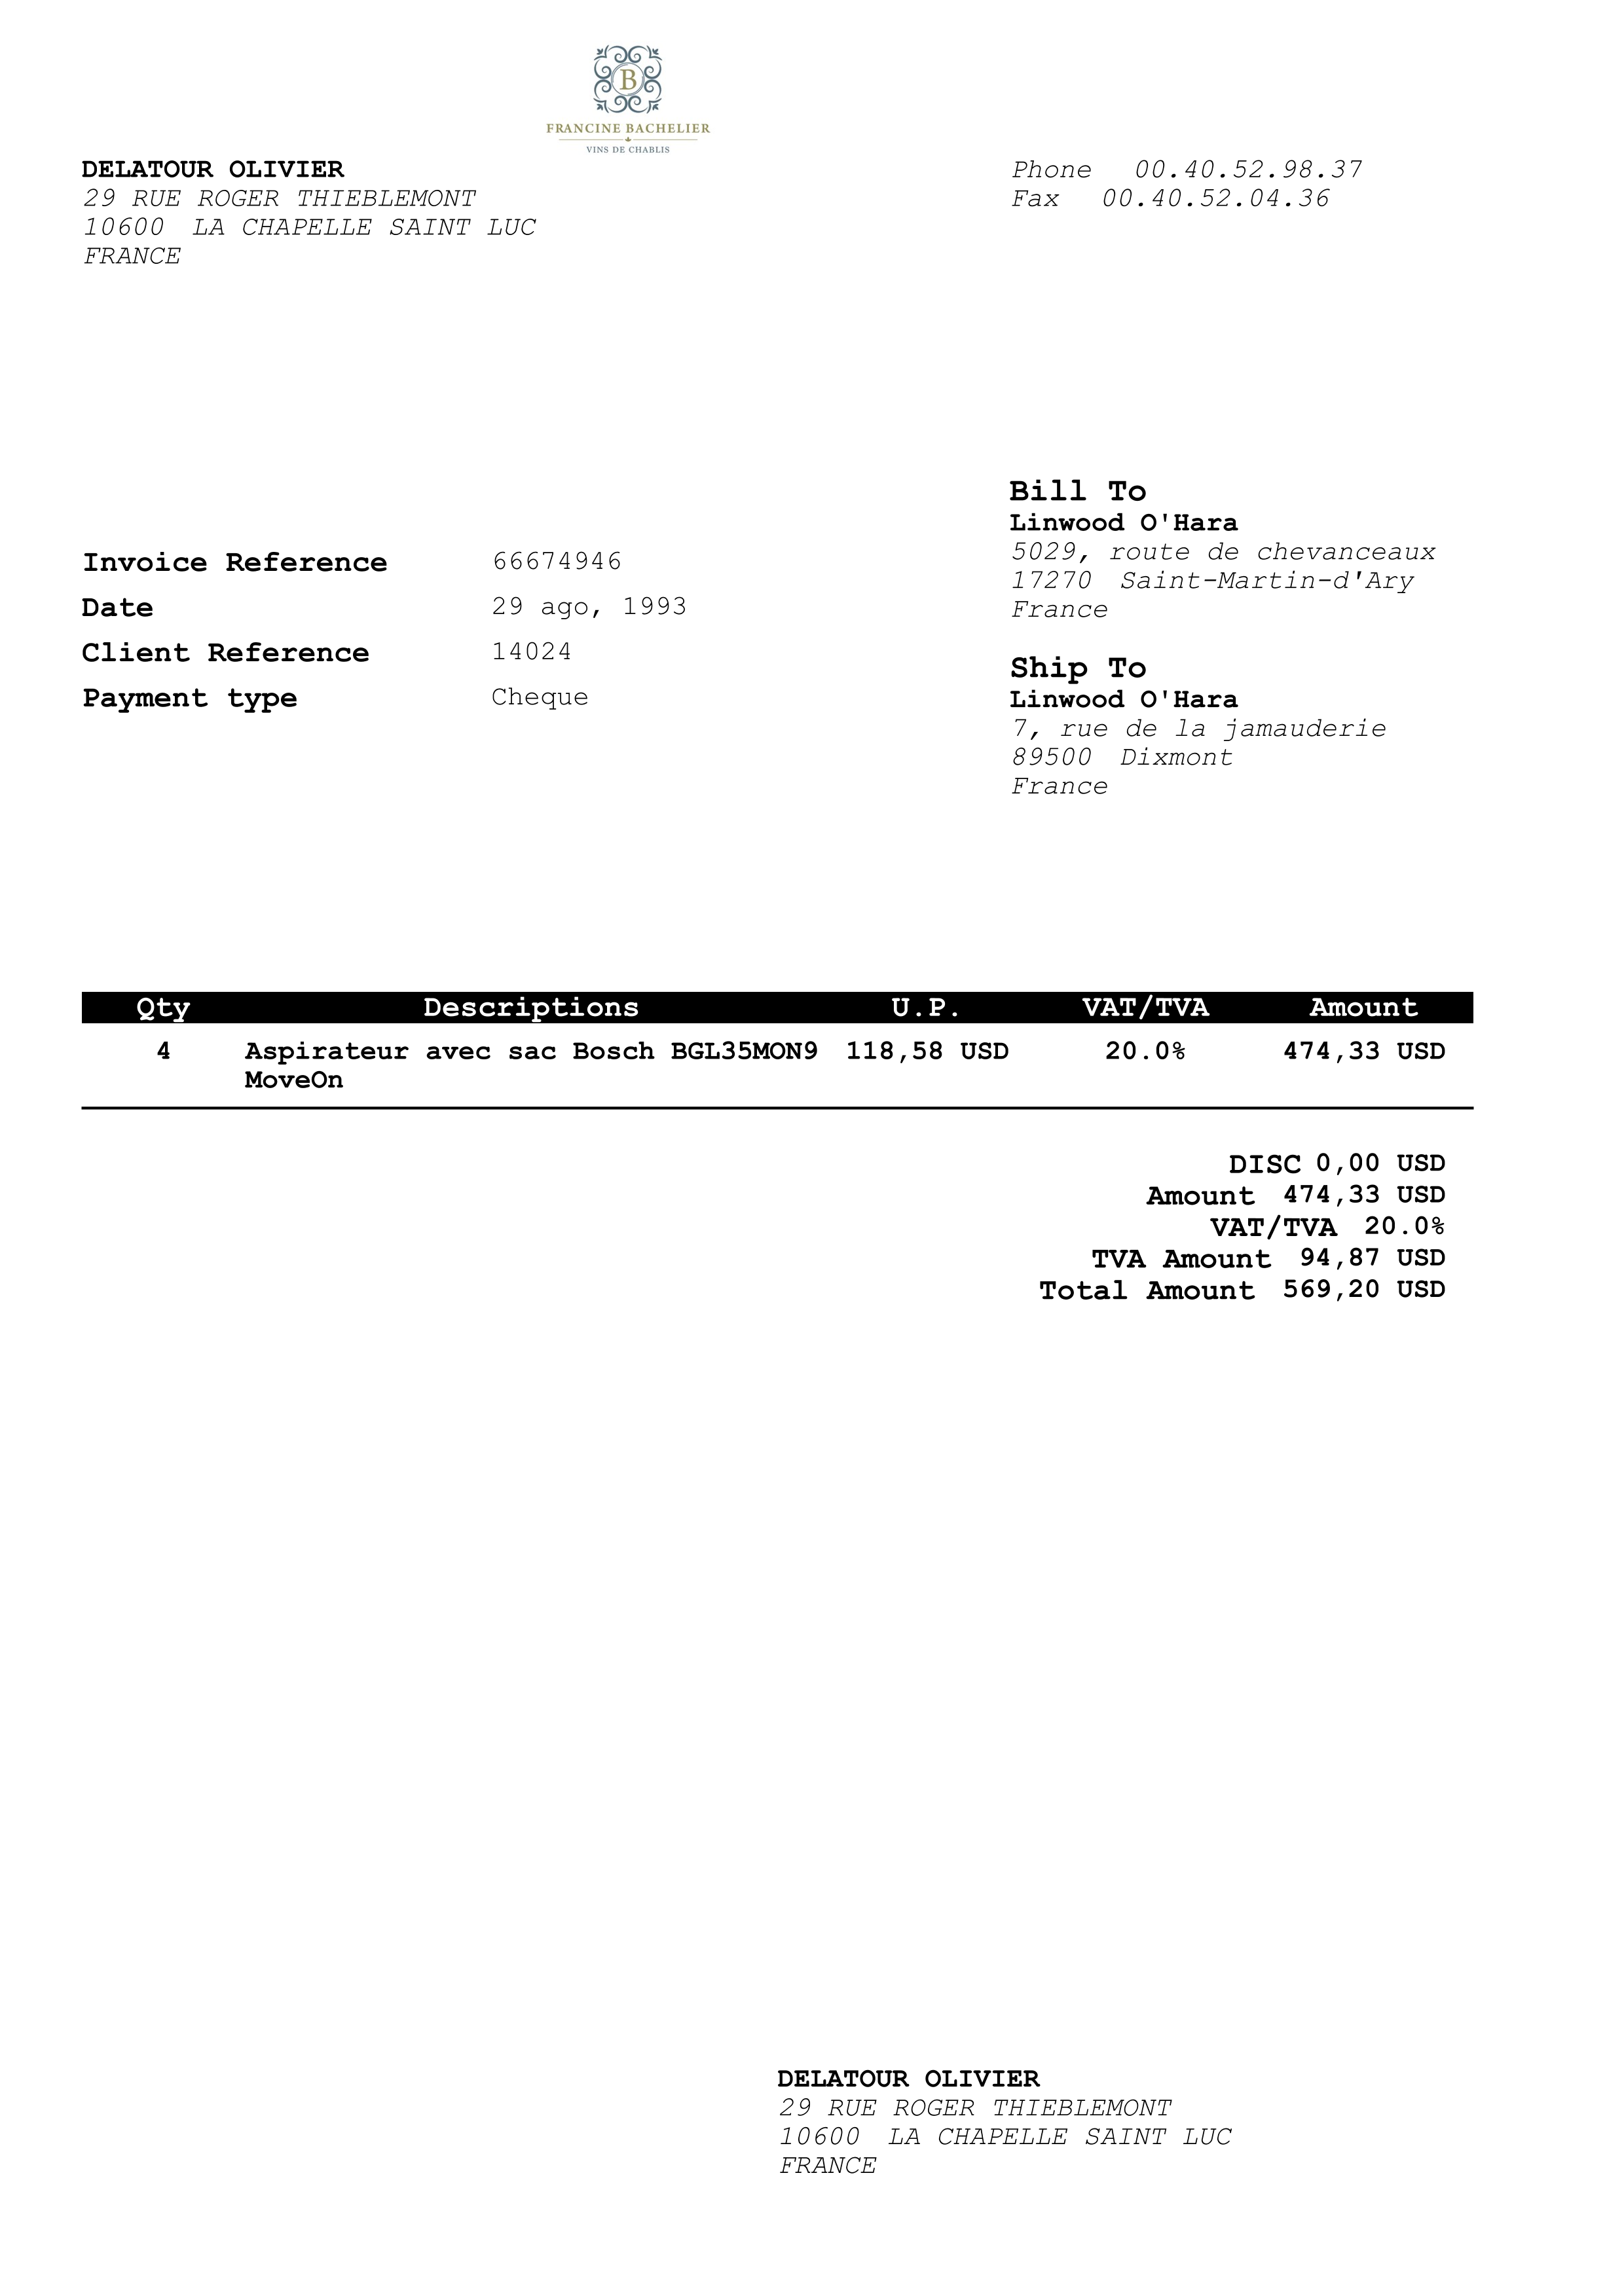 B
FRANCINE BACHELIER
VINS DE CHABLIS
DELATOUR OLIVIER
29 RUE ROGER THIEBLEMONT
10600 LA CHAPELLE SAINT LUC
FRANCE
Phone 00.40.52.98.37
Fax 00.40.52.04.36
Bill To
Linwood O'Hara
5029, route de chevanceaux
17270 Saint-Martin-d'Ary
France
Invoice Reference 66674946
Date 29 ago, 1993
Client Reference 14024
Payment type Cheque
Ship To
Linwood O'Hara
7, rue de la jamauderie
89500 Dixmont
France
Qty Descriptions U.P. VAT/TVA Amount
4 Aspirateur avec sac Bosch BGL35MON9 118,58 USD 20.0% 474,33 USD
MoveOn
DISC 0,00 USD
Amount 474,33 USD
VAT/TVA 20.0%
TVA Amount 94,87 USD
Total Amount 569,20 USD
DELATOUR OLIVIER
29 RUE ROGER THIEBLEMONT
10600 LA CHAPELLE SAINT LUC
FRANCE